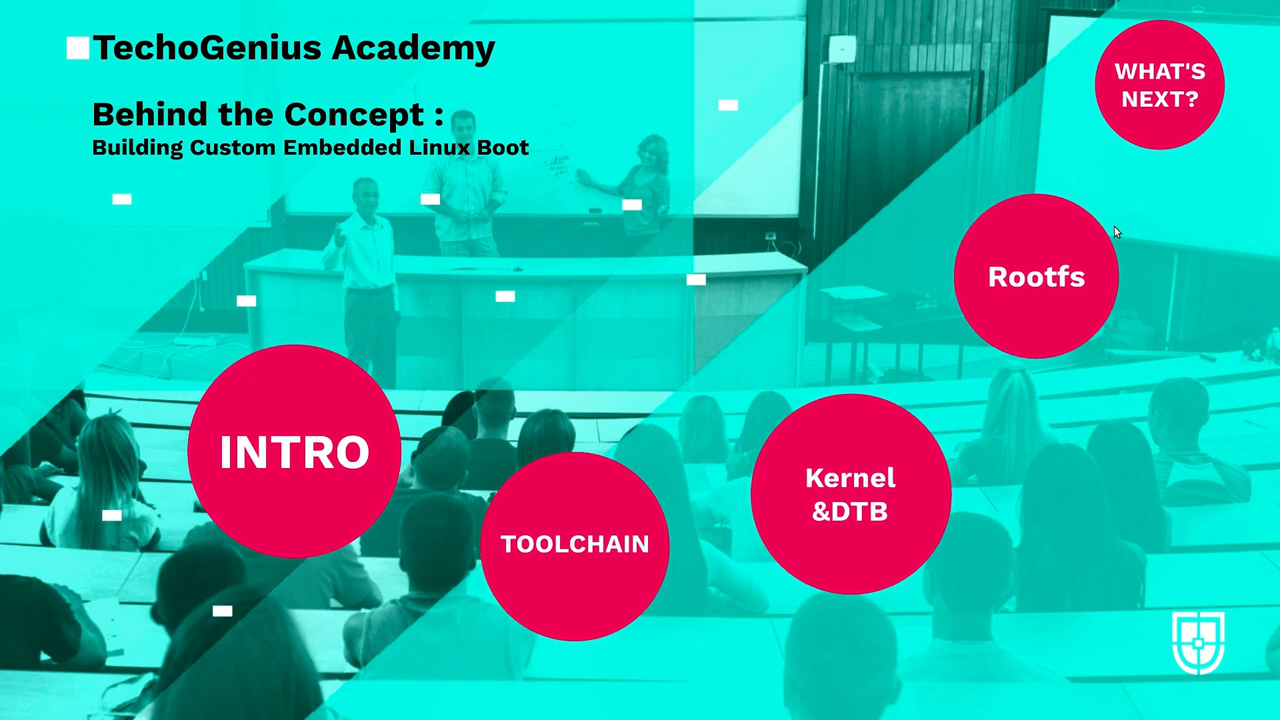 TechoGenius Academy
Behind the Concept :
Building Custom Embedded Linux Boot
WHAT'S
NEXT?
Rootfs
INTRO
Kernel
&DTB
TOOLCHAIN